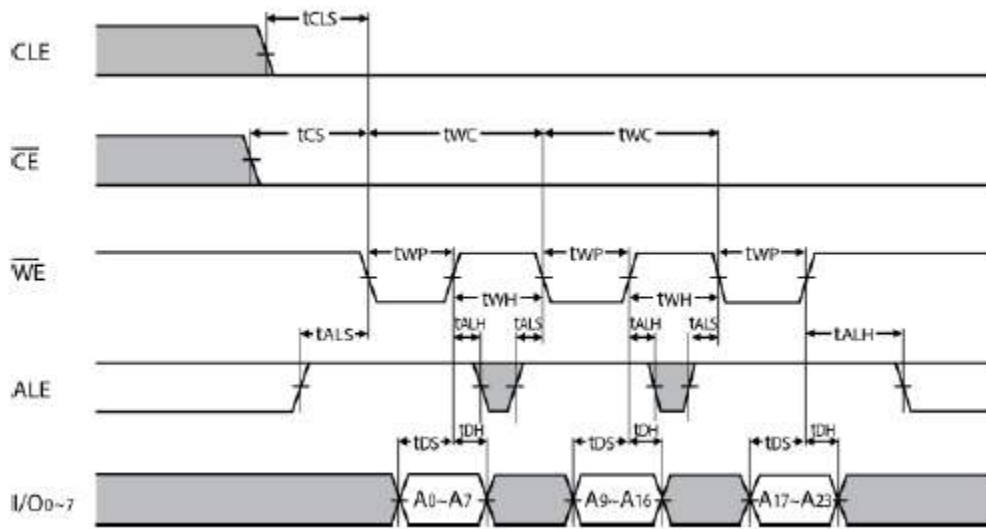 tCLS
CLE
tCS tWC tWC
CE
tWP tWP tWP
WE
tWH tWH
tALS tALH tALS tALH tALS tALH
ALE
tDS tDH tDS tDH tDS tDH
I/O0~7 A0~A7 A9~A16 A17~A23